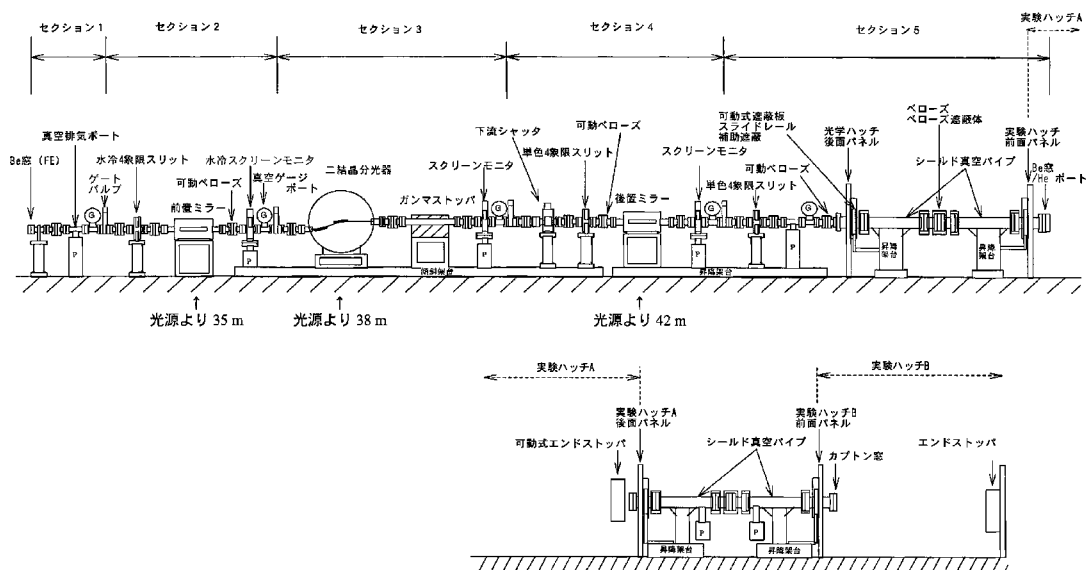 セクション1
セクション2
セクション3
セクション4
セクション5
実験ハッチA
Be窓 (FE)
真空排気ポート
ゲート
バルブ
水冷4象限スリット
前置ミラー
可動ベローズ
水冷スクリーンモニタ
真空ゲージ
ポート
二結晶分光器
ガンマストッパ
スクリーンモニタ
下流シャッタ
単色4象限スリット
可動ベローズ
後置ミラー
スクリーンモニタ
単色4象限スリット
可動ベローズ
可動式遮蔽板
スライドレール
補助遮蔽
光学ハッチ
後面パネル
ベローズ
ベローズ遮蔽体
シールド真空パイプ
実験ハッチA
前面パネル
Be窓
/He ポート
G
G
G
G
G
P
P
P
P
P
傾斜架台
昇降架台
昇降
架台
昇降
架台
光源より 35 m
光源より 38 m
光源より 42 m
実験ハッチA
実験ハッチB
実験ハッチA
後面パネル
実験ハッチB
前面パネル
可動式エンドストッパ
シールド真空パイプ
カプトン窓
エンドストッパ
P
P
昇降架台
昇降架台